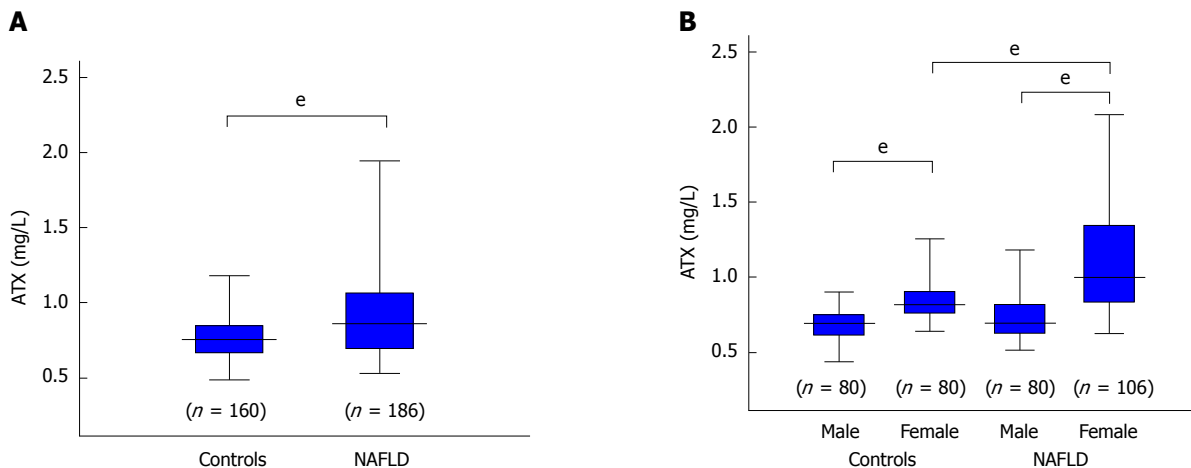 A
2.5
2.0
1.5
1.0
0.5
ATX (mg/L)
e
(n = 160) (n = 186)
Controls NAFLD
B
2.5
2.0
1.5
1.0
0.5
ATX (mg/L)
e
e
e
(n = 80) (n = 80) (n = 80) (n = 106)
Male Female Male Female
Controls NAFLD